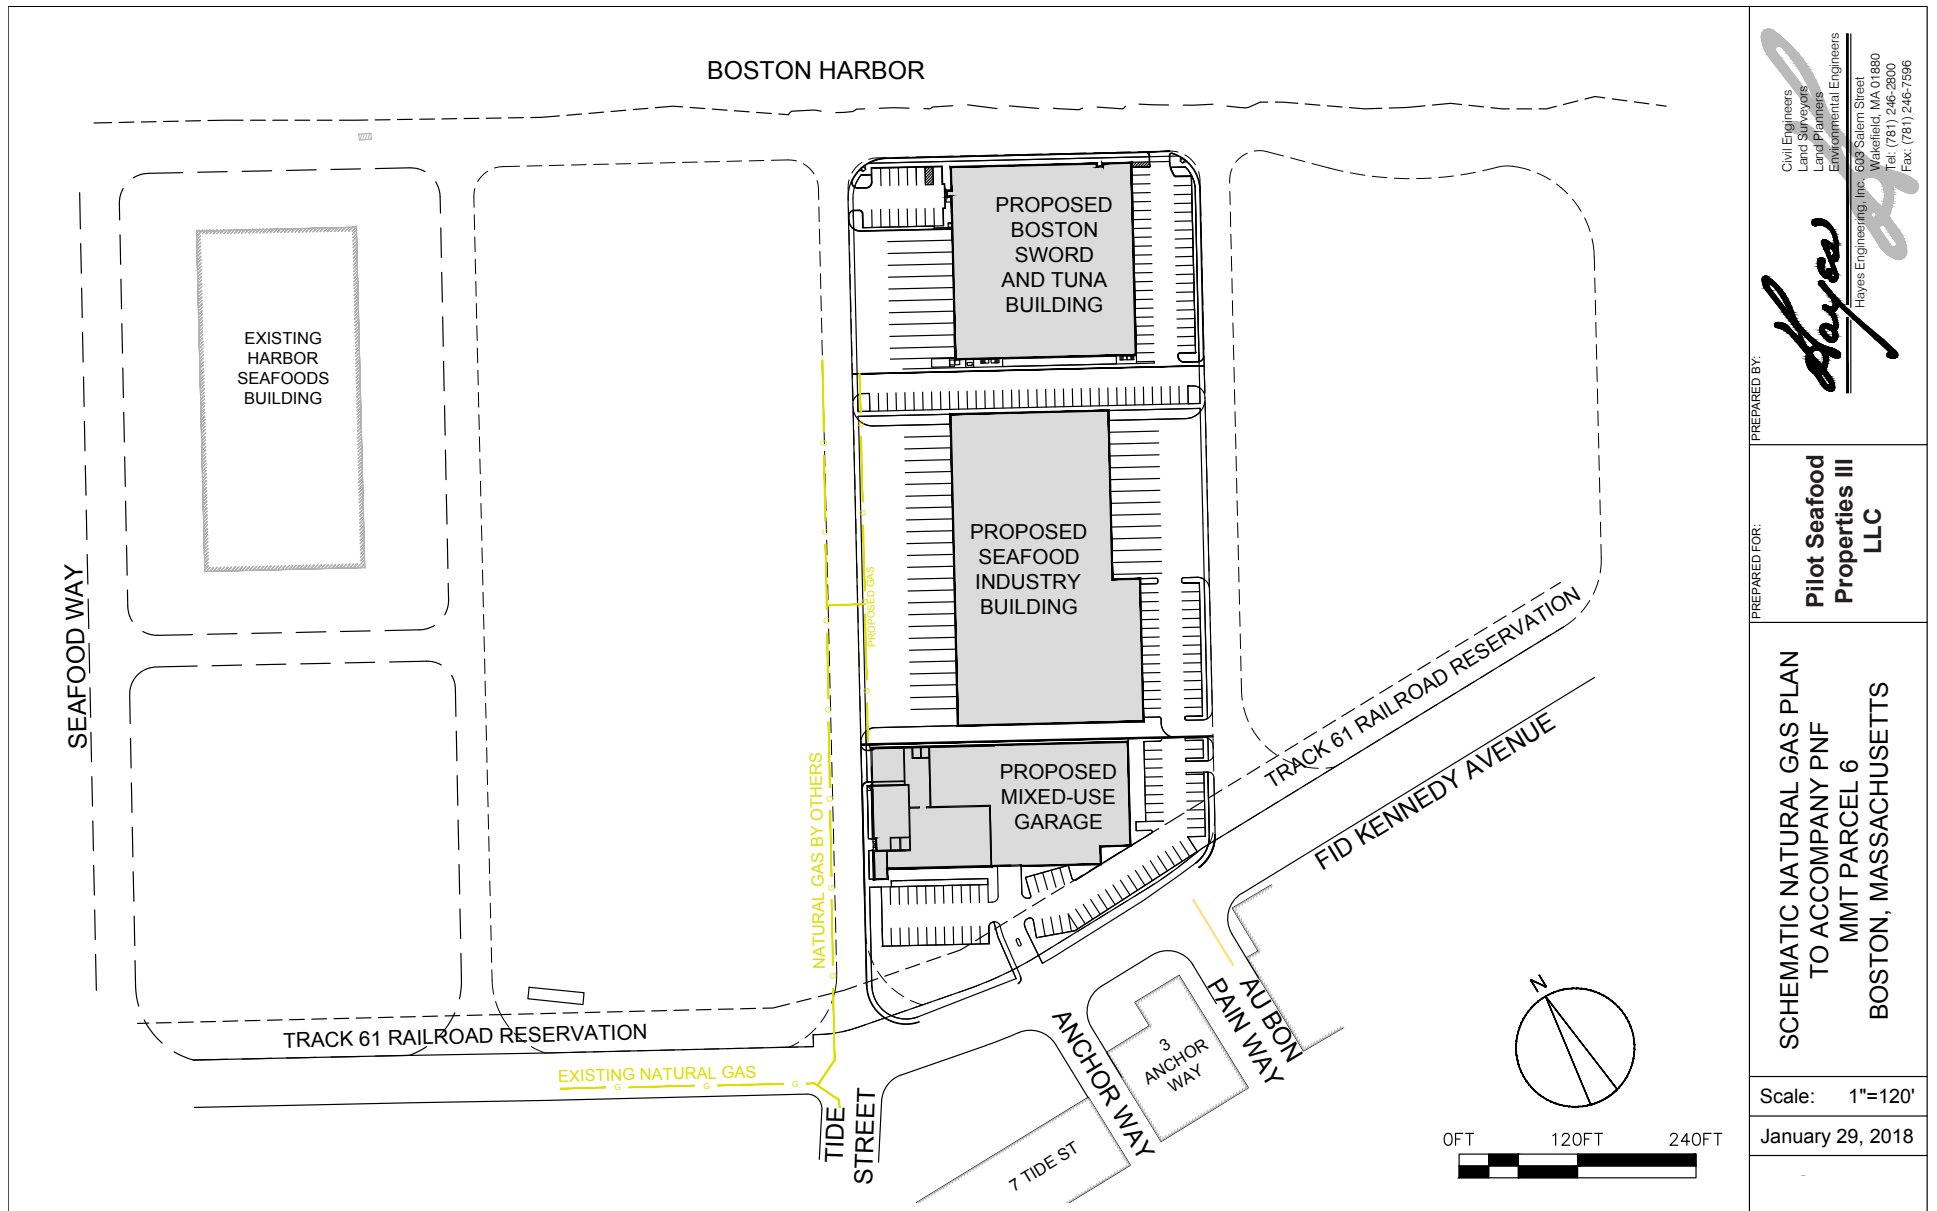 BOSTON HARBOR
PROPOSED
BOSTON
SWORD
AND TUNA
BUILDING
EXISTING
HARBOR
SEAFOODS
BUILDING
SEAFOOD WAY
PROPOSED
SEAFOOD
INDUSTRY
BUILDING
PROPOSED GAS
G
G
G
G
G
G
G
G
G
G
G
NATURAL GAS BY OTHERS
PROPOSED
MIXED-USE
GARAGE
TRACK 61 RAILROAD RESERVATION
FID KENNEDY AVENUE
TRACK 61 RAILROAD RESERVATION
EXISTING NATURAL GAS
G
G
G
TIDE
STREET
ANCHOR WAY
AU BON
PAIN WAY
3
ANCHOR
WAY
7 TIDE ST
N
0FT 120FT 240FT
PREPARED BY:
Hayes
Civil Engineers
Land Surveyors
Land Planners
Environmental Engineers
Hayes Engineering, Inc. 603 Salem Street
Wakefield, MA 01880
Tel: (781) 246-2800
Fax: (781) 246-7596
PREPARED FOR:
Pilot Seafood
Properties III
LLC
SCHEMATIC NATURAL GAS PLAN
TO ACCOMPANY PNF
MMT PARCEL 6
BOSTON, MASSACHUSETTS
Scale: 1"=120'
January 29, 2018